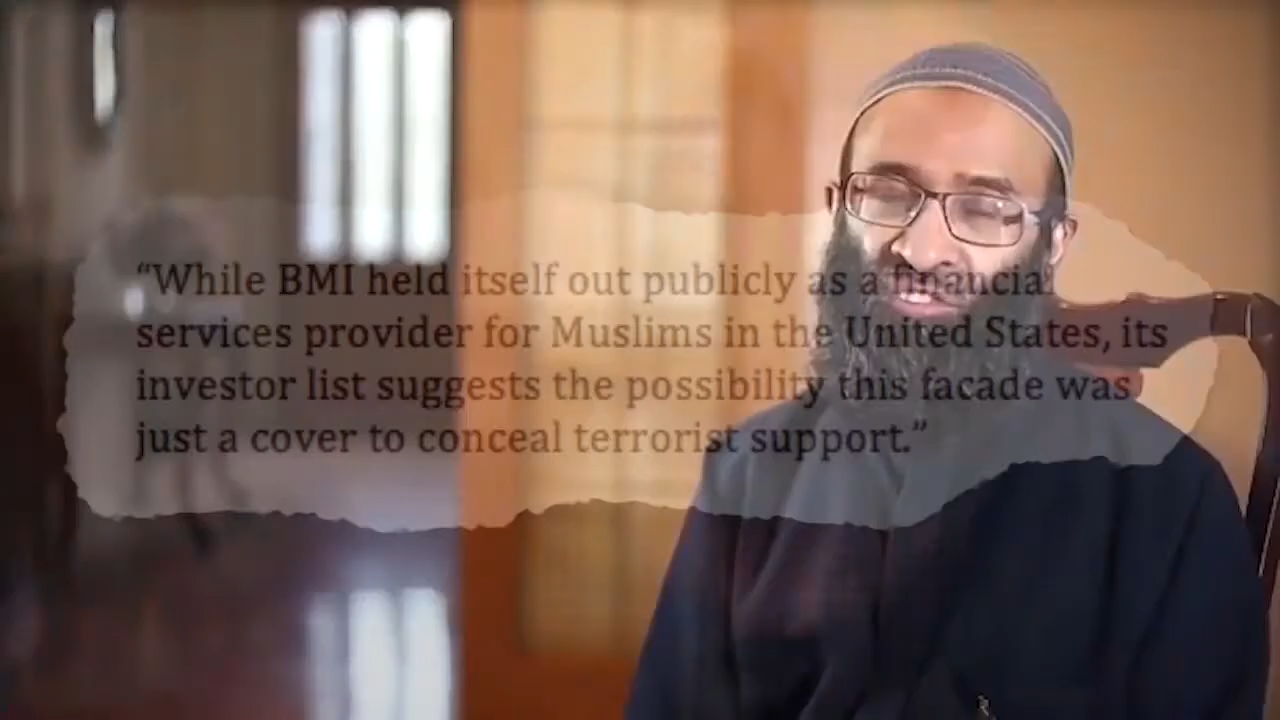 “While BMI held itself out publicly as a financial
services provider for Muslims in the United States, its
investor list suggests the possibility this facade was
just a cover to conceal terrorist support.”